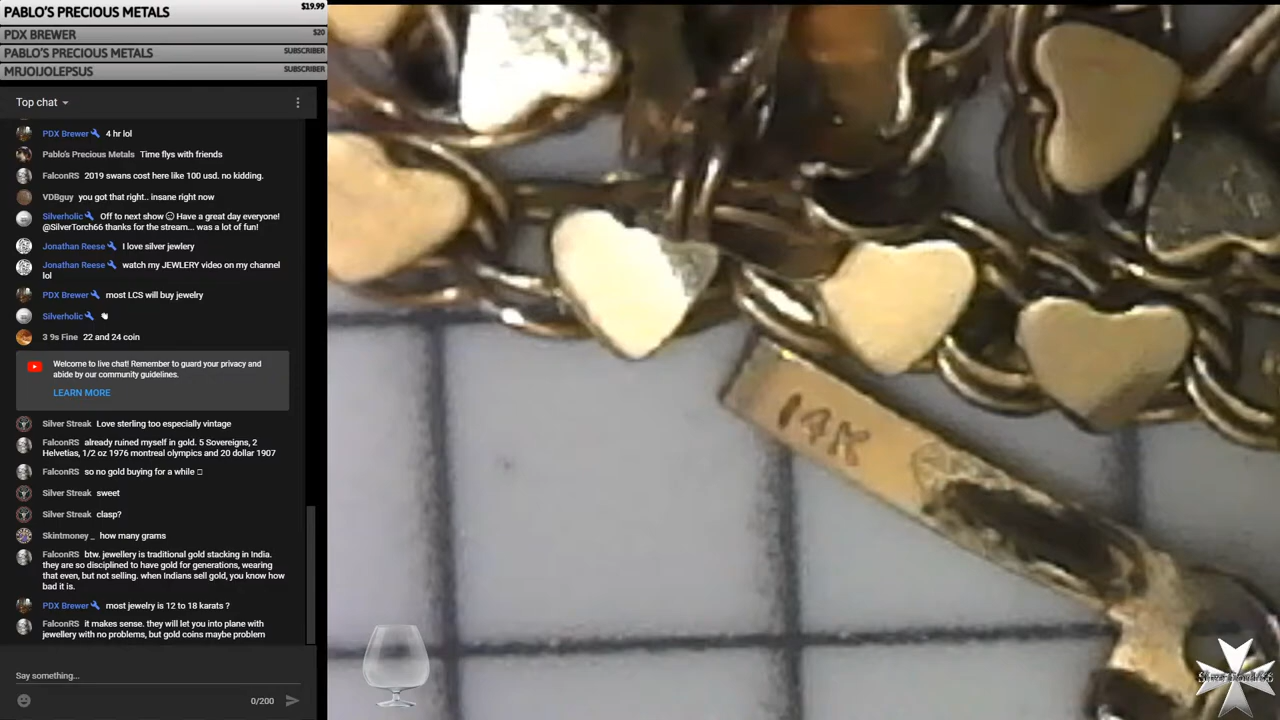 PABLO'S PRECIOUS METALS $19.99
PDX BREWER $20
PABLO'S PRECIOUS METALS SUBSCRIBER
MRJOIJOLEPSUS SUBSCRIBER
Top chat
PDX Brewer 4 hr lol
Pablo's Precious Metals Time flys with friends
FalconRS 2019 swans cost here like 100 usd. no kidding.
VDBguy you got that right.. insane right now
Silverholic Off to next show ☺ Have a great day everyone!
@SilverTorch66 thanks for the stream... was a lot of fun!
Jonathan Reese I love silver jewlery
Jonathan Reese watch my JEWLERY video on my channel
lol
PDX Brewer most LCS will buy jewelry
Silverholic 👋
3 9s Fine 22 and 24 coin
Welcome to live chat! Remember to guard your privacy and
abide by our community guidelines.
LEARN MORE
Silver Streak Love sterling too especially vintage
FalconRS already ruined myself in gold. 5 Sovereigns, 2
Helvetias, 1/2 oz 1976 montreal olympics and 20 dollar 1907
FalconRS so no gold buying for a while □
Silver Streak sweet
Silver Streak clasp?
Skintmoney _ how many grams
FalconRS btw. jewellery is traditional gold stacking in India.
they are so disciplined to have gold for generations, wearing
that even, but not selling. when Indians sell gold, you know how
bad it is.
PDX Brewer most jewelry is 12 to 18 karats ?
FalconRS it makes sense. they will let you into plane with
jewellery with no problems, but gold coins maybe problem
Say something...
0/200
14K